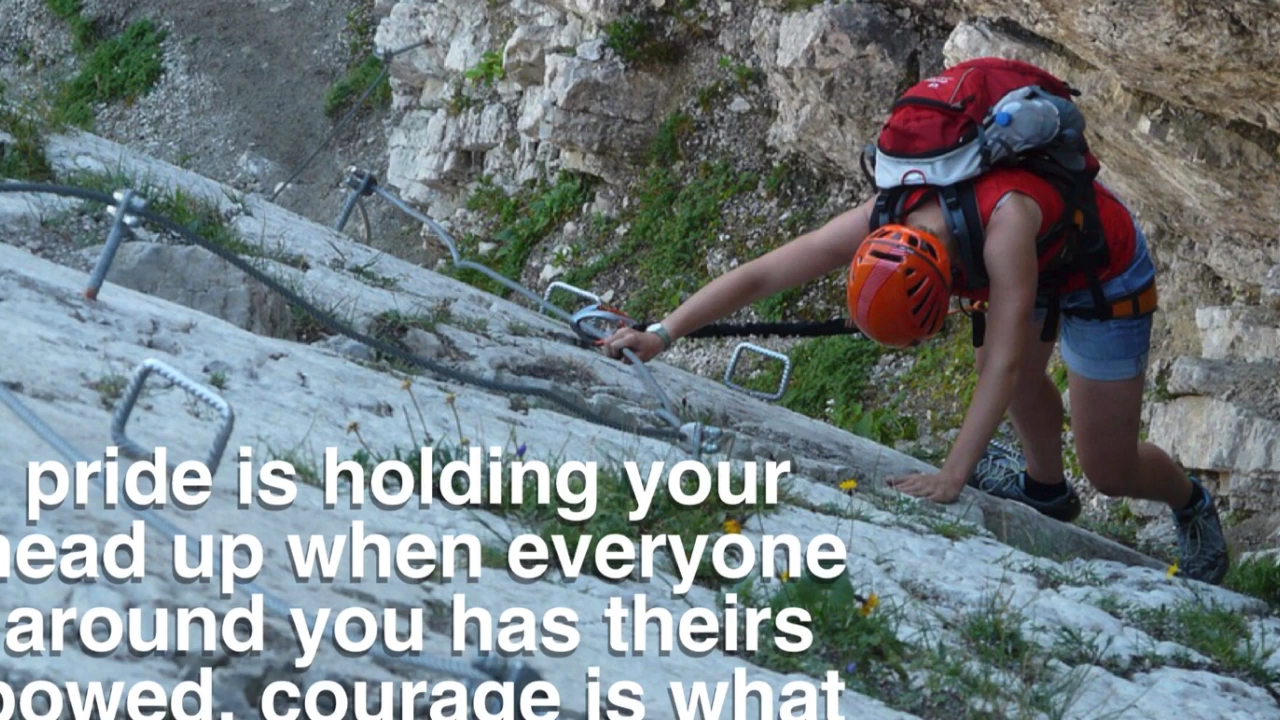 pride is holding your
head up when everyone
around you has theirs
bowed. courage is what